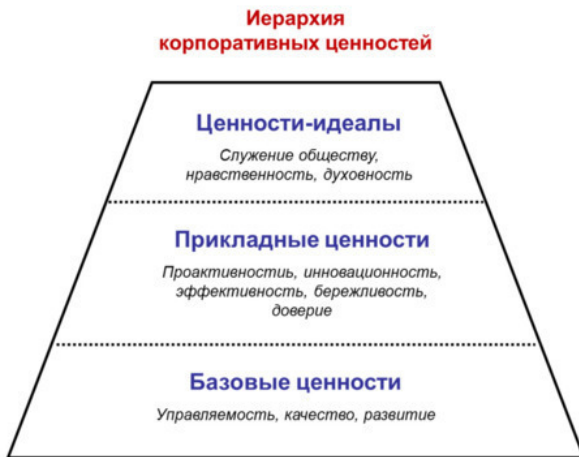 Иерархия
корпоративных ценностей
Ценности-идеалы
Служение обществу,
нравственность, духовность
Прикладные ценности
Проактивностиь, инновационность,
эффективность, бережливость,
доверие
Базовые ценности
Управляемость, качество, развитие